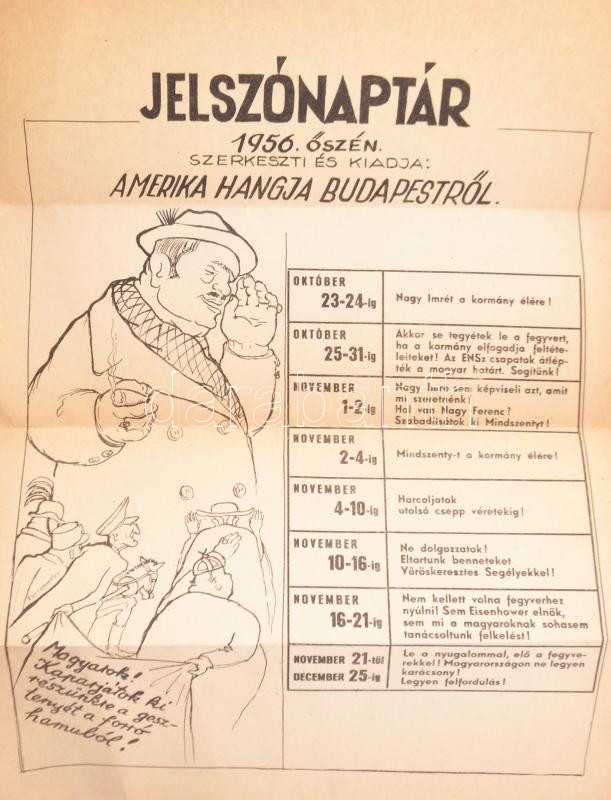 JELSZÓNAPTÁR
1956. ŐSZÉN.
SZERKESZTI ÉS KIADJA:
AMERIKA HANGJA BUDAPESTRŐL.
OKTÓBER
23-24-ig
Nagy Imrét a kormány élére!
OKTÓBER
25-31-ig
Akkor se tegyétek le a fegyvert,
ha a kormány elfogadja feltéte-
leiteket! Az ENSz csapatok átlép-
ték a magyar határt. Segítünk!
NOVEMBER
1-2-ig
Nagy Imre sem képviseli azt, amit
mi szeretnénk!
Hol van Nagy Ferenc?
Szabadítsátok ki Mindszentyt!
NOVEMBER
2-4-ig
Mindszenty-t a kormány élére!
NOVEMBER
4-10-ig
Harcoljatok
utolsó csepp véretekig!
NOVEMBER
10-16-ig
Ne dolgozzatok!
Eltartunk benneteket
Vöröskeresztes Segélyekkel!
NOVEMBER
16-21-ig
Nem kellett volna fegyverhez
nyúlni! Sem Eisenhower elnök,
sem mi a magyaroknak sohasem
tanácsoltunk felkelést!
NOVEMBER 21-től
DECEMBER 25-ig
Le a nyugalommal, elő a fegyve-
rekkel! Magyarországon ne legyen
karácsony!
Legyen felfordulás!
Magyarok!
Kaparjátok ki
részünkre a gesz-
tenyét a forró
hamuból!